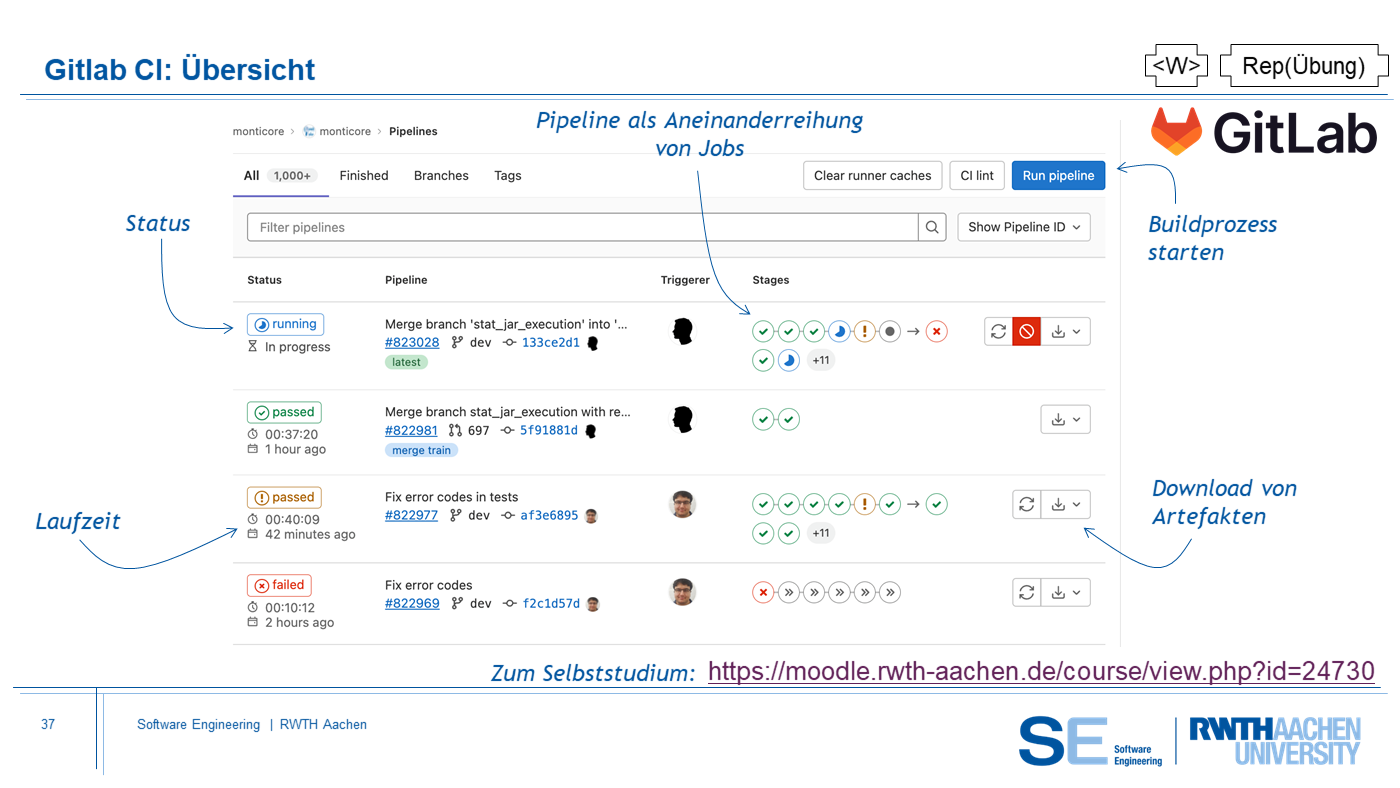 Gitlab CI: Übersicht
<W>
Rep(Übung)
GitLab
Pipeline als Aneinanderreihung
von Jobs
monticore > monticore > Pipelines
All 1,000+ Finished Branches Tags
Clear runner caches CI lint Run pipeline
Status
Buildprozess
starten
Filter pipelines
Show Pipeline ID
Status Pipeline Triggerer Stages
running
In progress
Merge branch 'stat_jar_execution' into '...
#823028 dev 133ce2d1
latest
+11
passed
00:37:20
1 hour ago
Merge branch stat_jar_execution with re...
#822981 697 5f91881d
merge train
Laufzeit
passed
00:40:09
42 minutes ago
Fix error codes in tests
#822977 dev af3e6895
+11
Download von
Artefakten
failed
00:10:12
2 hours ago
Fix error codes
#822969 dev f2c1d57d
Zum Selbststudium: https://moodle.rwth-aachen.de/course/view.php?id=24730
37
Software Engineering | RWTH Aachen
SE Software
Engineering
RWTHAACHEN
UNIVERSITY